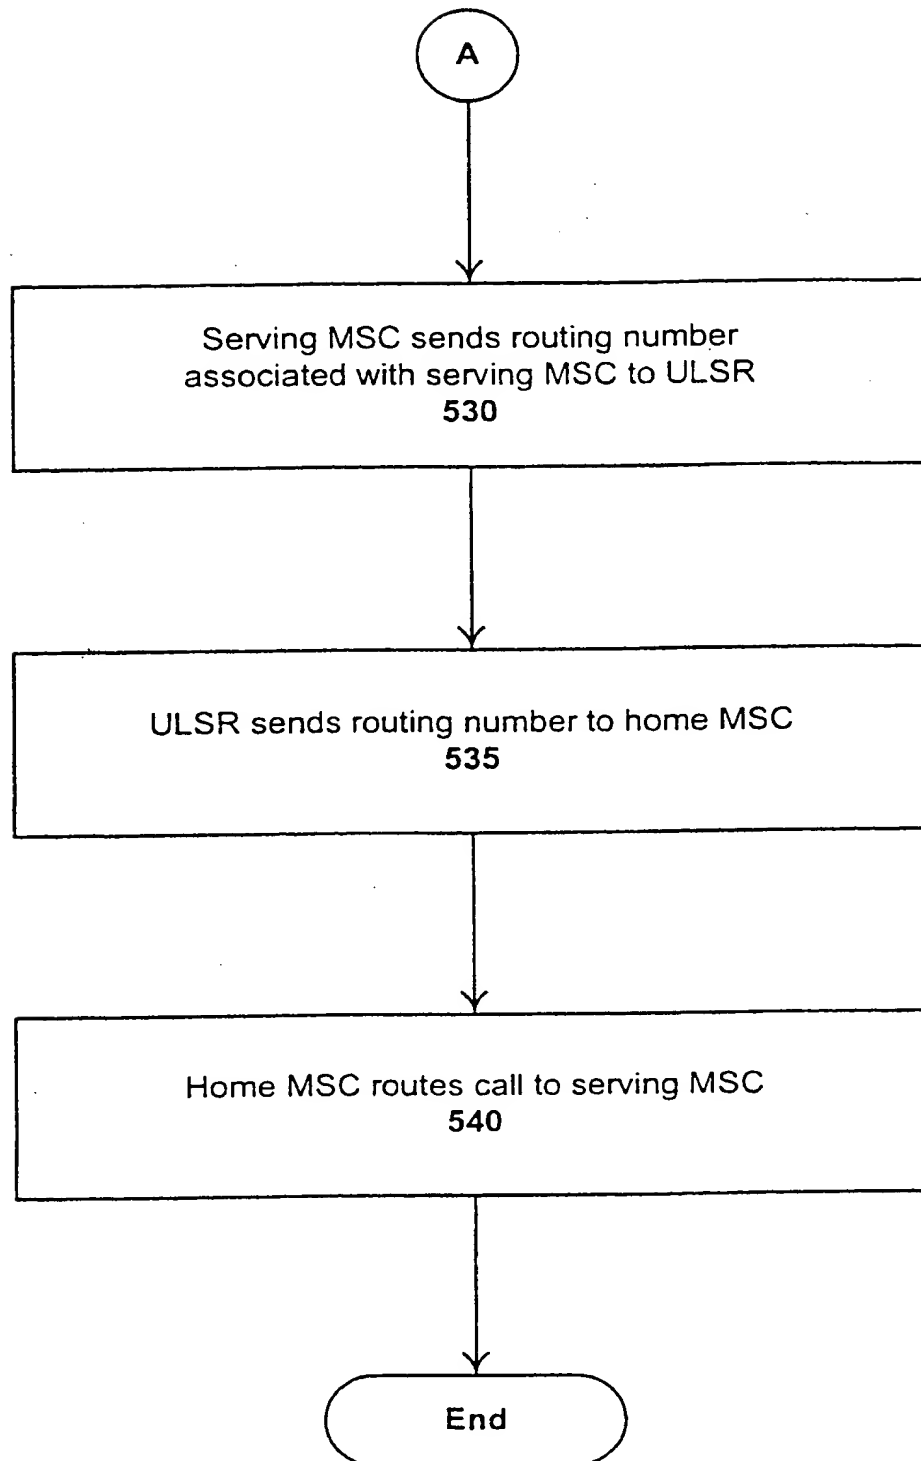 A
Serving MSC sends routing number
associated with serving MSC to ULSR
530
ULSR sends routing number to home MSC
535
Home MSC routes call to serving MSC
540
End